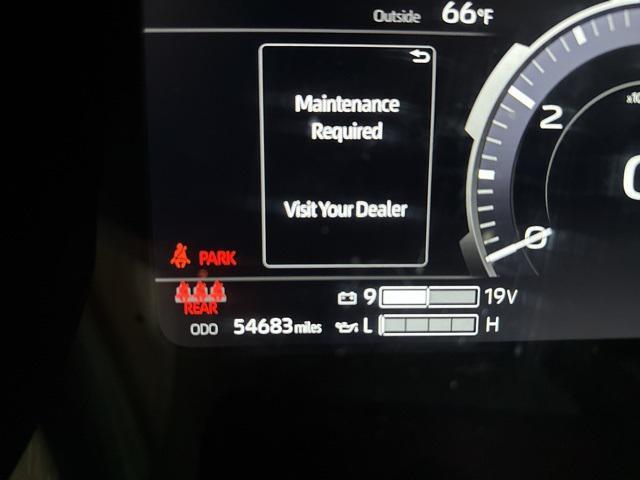 Outside 66°F
Maintenance
Required
Visit Your Dealer
2
0
PARK
REAR
9 19V
ODO 54683 miles L H